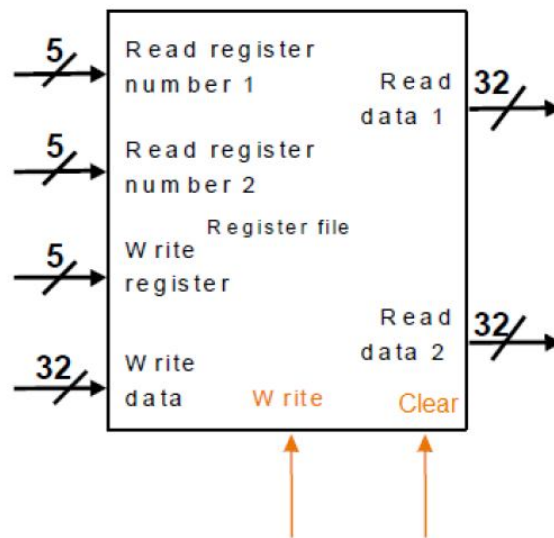 5
Read register
number 1
Read
data 1
32
5
Read register
number 2
Register file
5
Write
register
Read
data 2
32
32
Write
data
Write
Clear